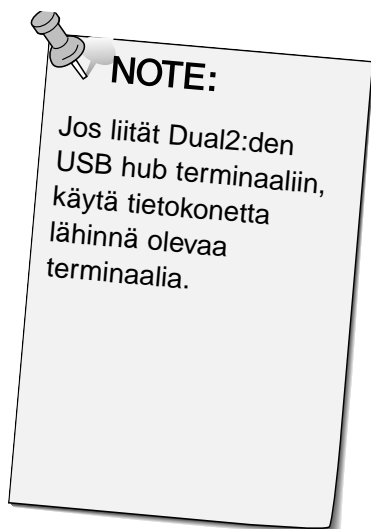 NOTE:
Jos liität Dual2:den
USB hub terminaaliin,
käytä tietokonetta
lähinnä olevaa
terminaalia.